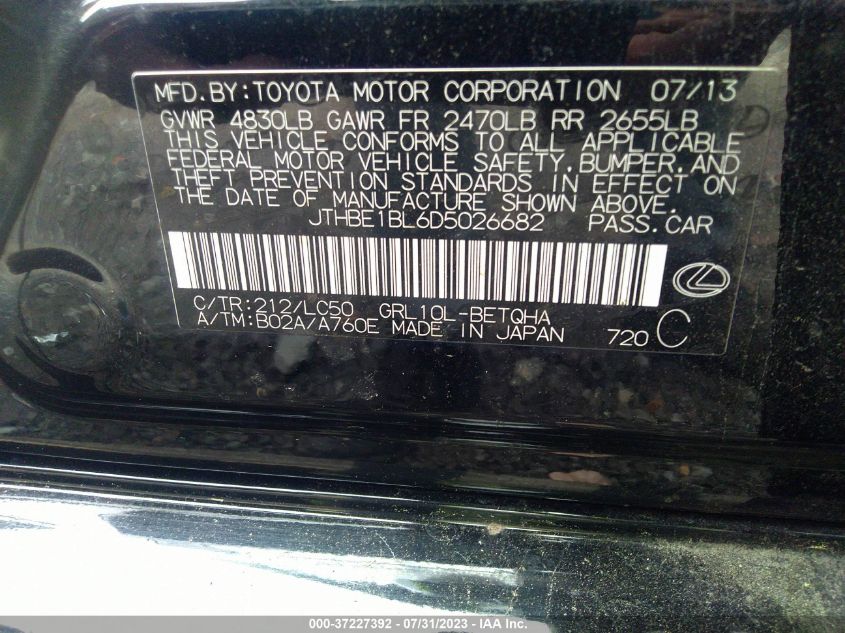 MFD.BY:TOYOTA MOTOR CORPORATION 07/13
GVWR 4830LB GAWR FR 2470LB RR 2655LB
THIS VEHICLE CONFORMS TO ALL APPLICABLE
FEDERAL MOTOR VEHICLE SAFETY,BUMPER,AND
THEFT PREVENTION STANDARDS IN EFFECT ON
THE DATE OF MANUFACTURE SHOWN ABOVE.
JTHBE1BL6D5026682 PASS.CAR
C/TR:212/LC50 GRL10L-BETQHA
A/TM:B02A/A760E MADE IN JAPAN 720 C
000-37227392 - 07/31/2023 - IAA Inc.